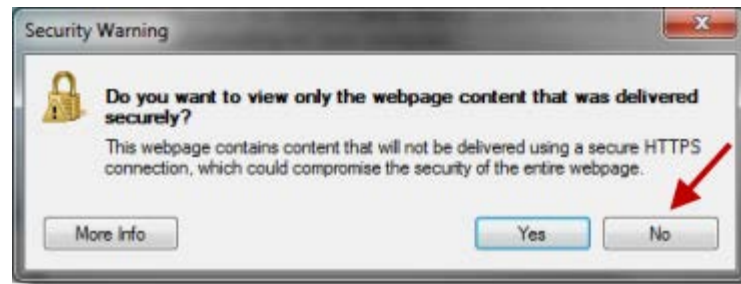 Security Warning
Do you want to view only the webpage content that was delivered
securely?
This webpage contains content that will not be delivered using a secure HTTPS
connection, which could compromise the security of the entire webpage.
More Info
Yes
No